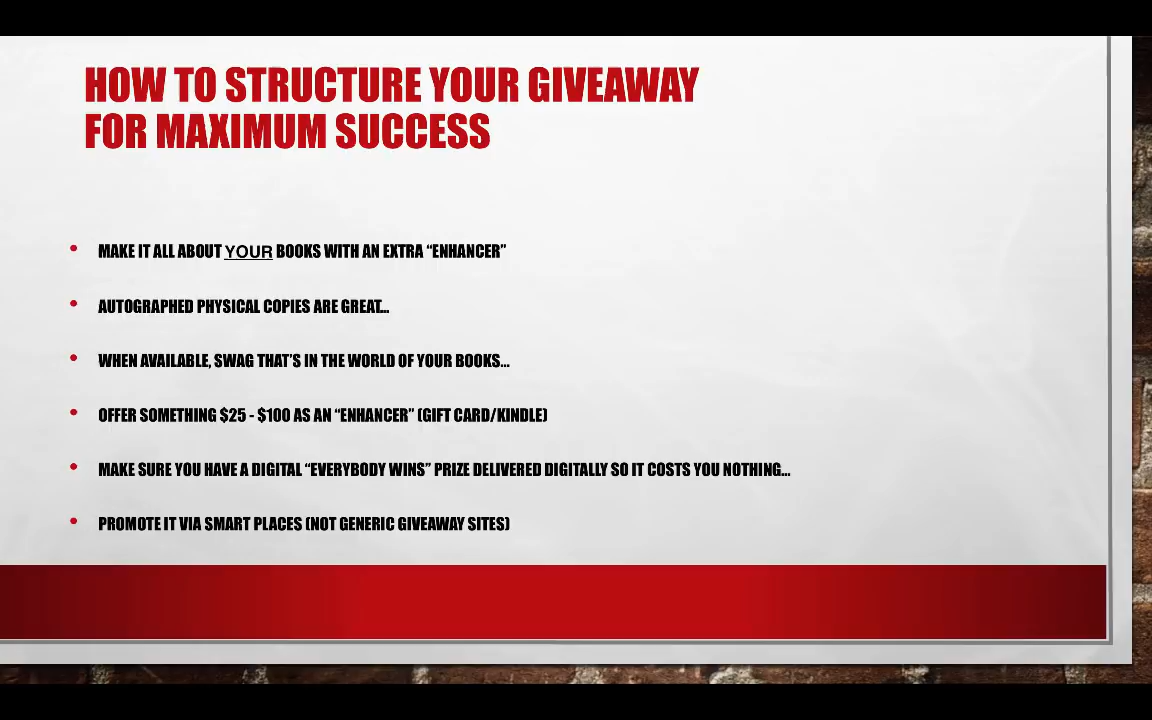 HOW TO STRUCTURE YOUR GIVEAWAY
FOR MAXIMUM SUCCESS
• MAKE IT ALL ABOUT YOUR BOOKS WITH AN EXTRA “ENHANCER”
• AUTOGRAPHED PHYSICAL COPIES ARE GREAT...
• WHEN AVAILABLE, SWAG THAT’S IN THE WORLD OF YOUR BOOKS...
• OFFER SOMETHING $25 - $100 AS AN “ENHANCER” (GIFT CARD/KINDLE)
• MAKE SURE YOU HAVE A DIGITAL “EVERYBODY WINS” PRIZE DELIVERED DIGITALLY SO IT COSTS YOU NOTHING...
• PROMOTE IT VIA SMART PLACES (NOT GENERIC GIVEAWAY SITES)